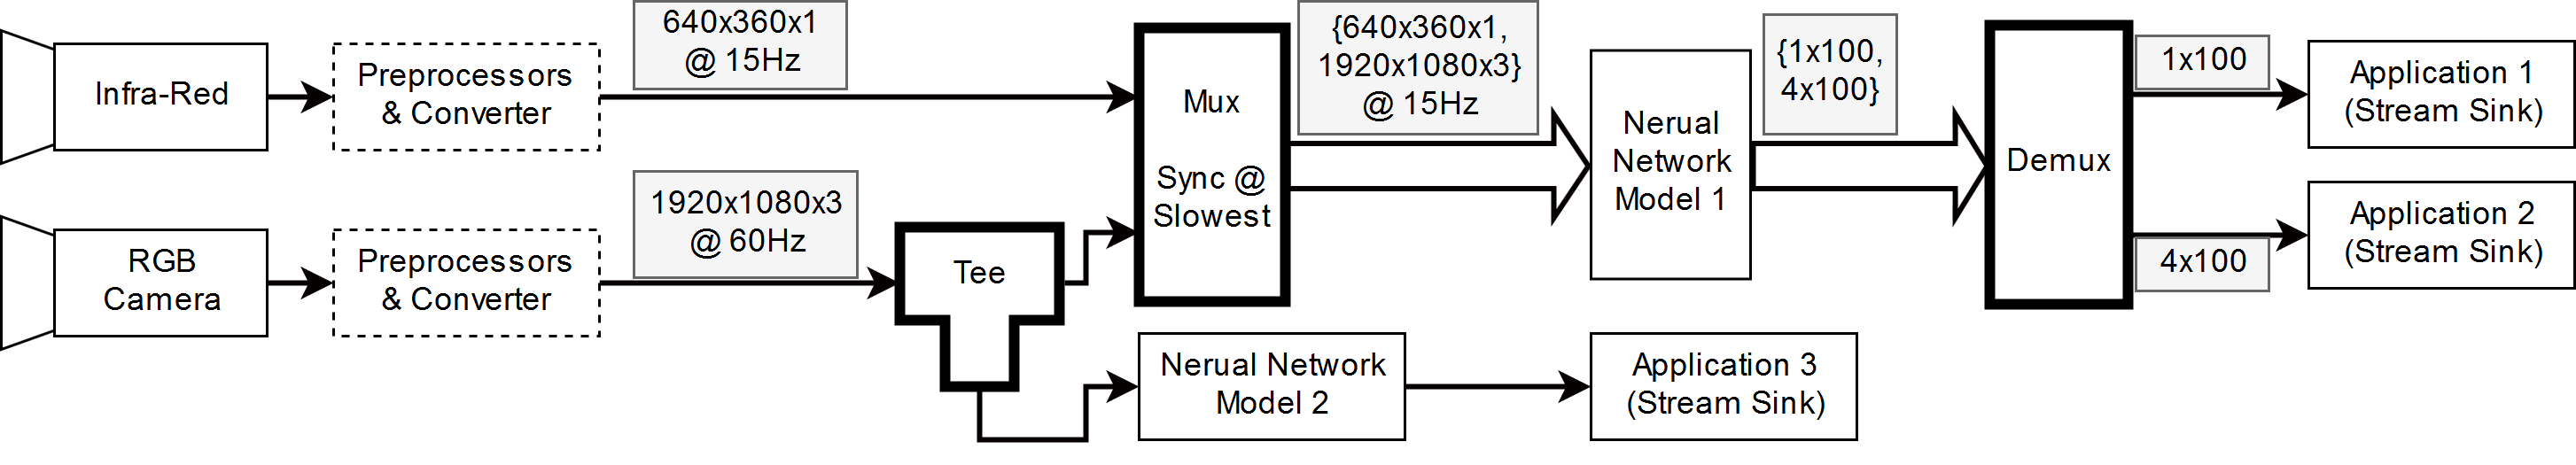 Infra-Red
Preprocessors
& Converter
640x360x1
@ 15Hz
RGB
Camera
Preprocessors
& Converter
1920x1080x3
@ 60Hz
Tee
Mux
Sync @
Slowest
{640x360x1,
1920x1080x3}
@ 15Hz
Nerual
Network
Model 1
{1x100,
4x100}
Demux
1x100
Application 1
(Stream Sink)
4x100
Application 2
(Stream Sink)
Nerual Network
Model 2
Application 3
(Stream Sink)